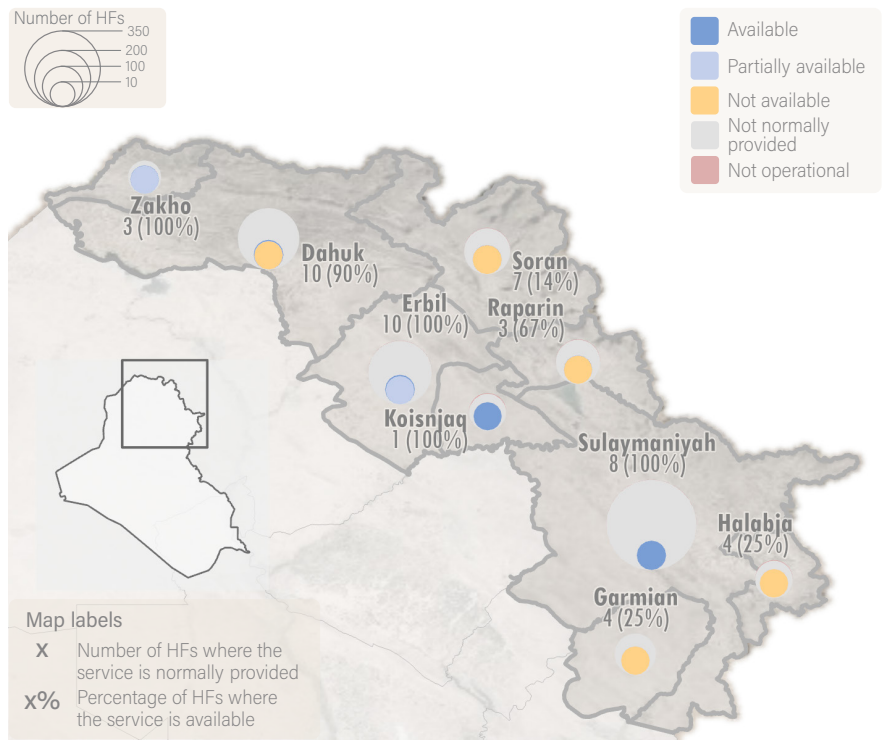 Number of HFs
350
200
100
10
Available
Partially available
Not available
Not normally
provided
Not operational
Zakho
3 (100%)
Dahuk
10 (90%)
Soran
7 (14%)
Erbil
10 (100%)
Raparin
3 (67%)
Koisnjaq
1 (100%)
Sulaymaniyah
8 (100%)
Halabja
4 (25%)
Garmian
4 (25%)
Map labels
x Number of HFs where the
service is normally provided
x% Percentage of HFs where
the service is available